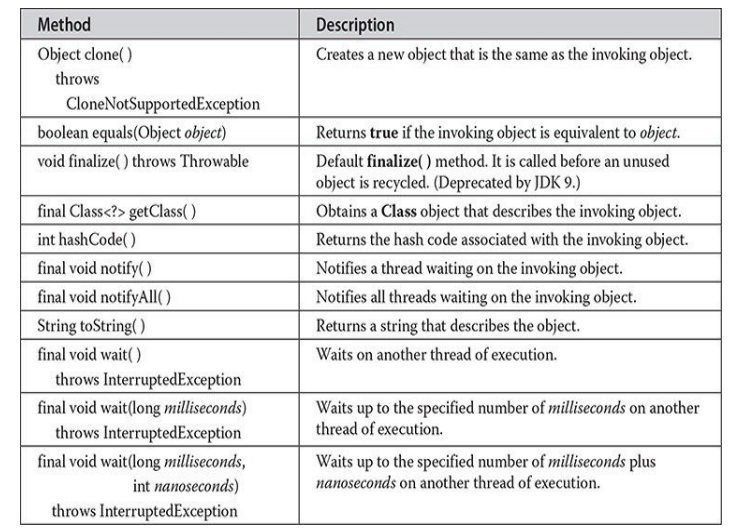 Method Description
Object clone( ) Creates a new object that is the same as the invoking object.
throws
CloneNotSupportedException
boolean equals(Object object) Returns true if the invoking object is equivalent to object.
void finalize( ) throws Throwable Default finalize( ) method. It is called before an unused
object is recycled. (Deprecated by JDK 9.)
final Class<?> getClass( ) Obtains a Class object that describes the invoking object.
int hashCode( ) Returns the hash code associated with the invoking object.
final void notify( ) Notifies a thread waiting on the invoking object.
final void notifyAll( ) Notifies all threads waiting on the invoking object.
String toString( ) Returns a string that describes the object.
final void wait( ) Waits on another thread of execution.
throws InterruptedException
final void wait(long milliseconds) Waits up to the specified number of milliseconds on another
throws InterruptedException thread of execution.
final void wait(long milliseconds, Waits up to the specified number of milliseconds plus
int nanoseconds) nanoseconds on another thread of execution.
throws InterruptedException